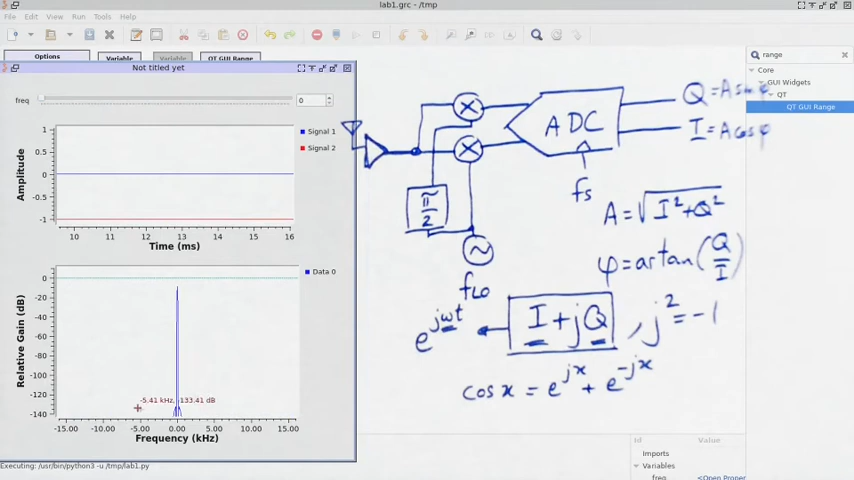 lab1.grc - /tmp
File Edit View Run Tools Help
Options
Variable
Variable
QT GUI Range
range
Core
GUI Widgets
QT
QT GUI Range
Not titled yet
freq
0
Signal 1
Signal 2
Amplitude
1
0.5
0
-0.5
-1
10 11 12 13 14 15 16
Time (ms)
Data 0
Relative Gain (dB)
0
-20
-40
-60
-80
-100
-120
-140
-5.41 kHz, -133.41 dB
-15.00 -10.00 -5.00 0.00 5.00 10.00 15.00
Frequency (kHz)
Executing: /usr/bin/python3 -u /tmp/lab1.py
ADC
fs
π/2
fLO
Q = A sin φ
I = A cos φ
A = √(I² + Q²)
φ = artan(Q/I)
e^{jωt} ← I + jQ , j² = -1
cos x = e^{jx} + e^{-jx}
Id Value
Imports
Variables
freq <Open Proper